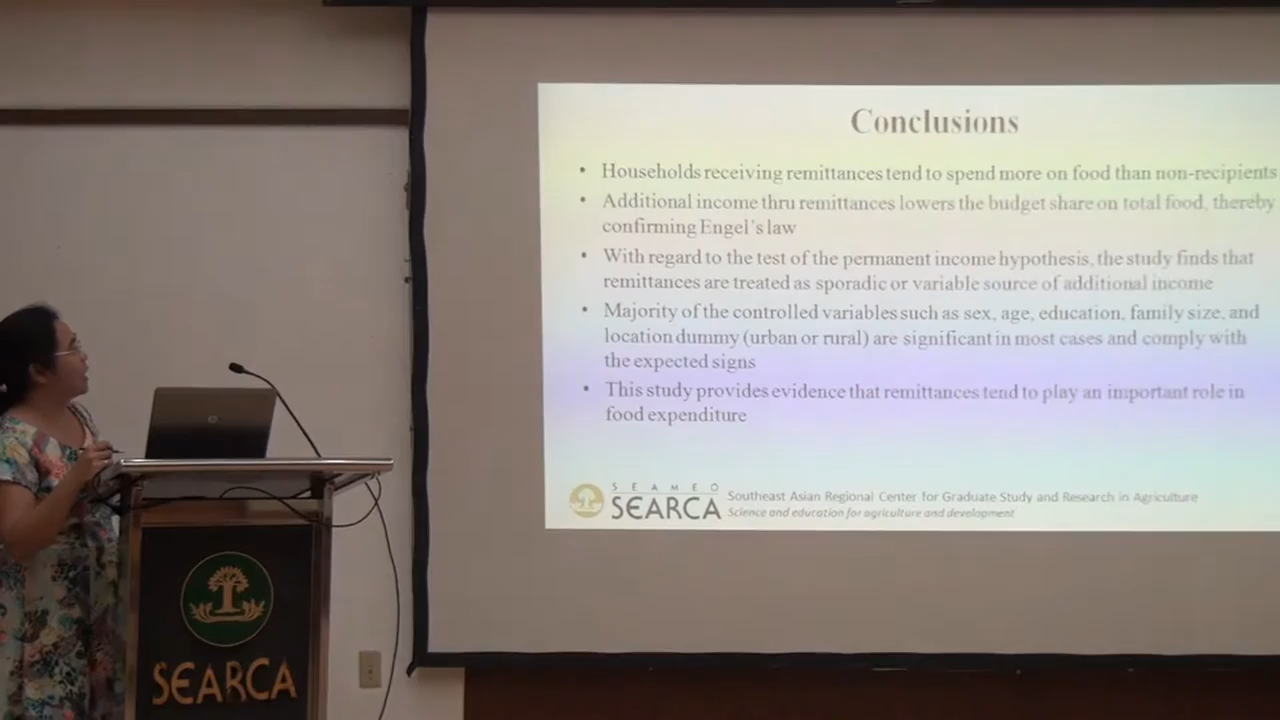 Conclusions
• Households receiving remittances tend to spend more on food than non-recipients
• Additional income thru remittances lowers the budget share on total food, thereby
confirming Engel's law
• With regard to the test of the permanent income hypothesis, the study finds that
remittances are treated as sporadic or variable source of additional income
• Majority of the controlled variables such as sex, age, education, family size, and
location dummy (urban or rural) are significant in most cases and comply with
the expected signs
• This study provides evidence that remittances tend to play an important role in
food expenditure
SEAMEO
SEARCA
Southeast Asian Regional Center for Graduate Study and Research in Agriculture
Science and education for agriculture and development
hp
SEARCA